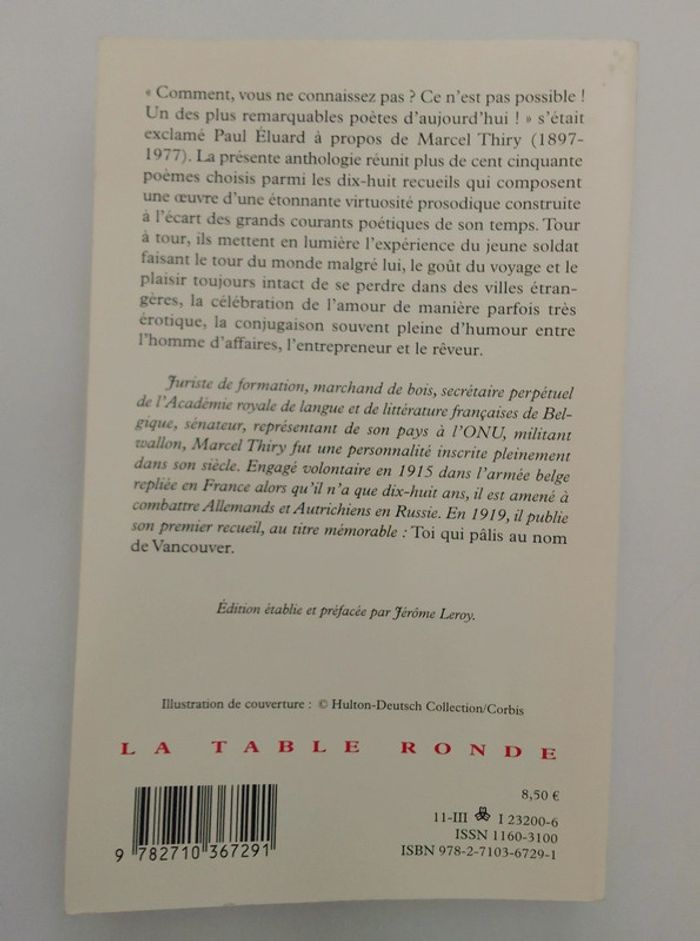 « Comment, vous ne connaissez pas ? Ce n'est pas possible !
Un des plus remarquables poètes d'aujourd'hui ! » s'était
exclamé Paul Éluard à propos de Marcel Thiry (1897-
1977). La présente anthologie réunit plus de cent cinquante
poèmes choisis parmi les dix-huit recueils qui composent
une œuvre d'une étonnante virtuosité prosodique construite
à l'écart des grands courants poétiques de son temps. Tour
à tour, ils mettent en lumière l'expérience du jeune soldat
faisant le tour du monde malgré lui, le goût du voyage et le
plaisir toujours intact de se perdre dans des villes étran-
gères, la célébration de l'amour de manière parfois très
érotique, la conjugaison souvent pleine d'humour entre
l'homme d'affaires, l'entrepreneur et le rêveur.
Juriste de formation, marchand de bois, secrétaire perpétuel
de l'Académie royale de langue et de littérature françaises de Bel-
gique, sénateur, représentant de son pays à l'ONU, militant
wallon, Marcel Thiry fut une personnalité inscrite pleinement
dans son siècle. Engagé volontaire en 1915 dans l'armée belge
repliée en France alors qu'il n'a que dix-huit ans, il est amené à
combattre Allemands et Autrichiens en Russie. En 1919, il publie
son premier recueil, au titre mémorable : Toi qui pâlis au nom
de Vancouver.
Édition établie et préfacée par Jérôme Leroy.
Illustration de couverture : © Hulton-Deutsch Collection/Corbis
LA TABLE RONDE
8,50 €
11-III I 23200-6
ISSN 1160-3100
ISBN 978-2-7103-6729-1
9 782710 367291